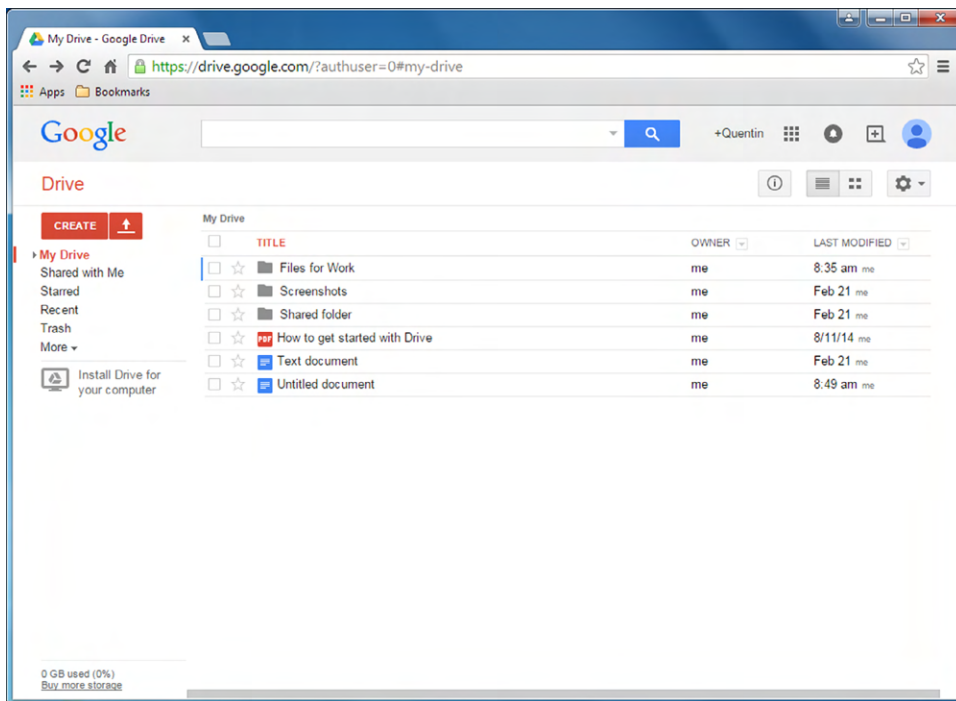 My Drive - Google Drive
https://drive.google.com/?authuser=0#my-drive
Apps Bookmarks
Google +Quentin
Drive
CREATE
My Drive
Shared with Me
Starred
Recent
Trash
More
Install Drive for
your computer
My Drive
TITLE OWNER LAST MODIFIED
Files for Work me 8:35 am me
Screenshots me Feb 21 me
Shared folder me Feb 21 me
PDF How to get started with Drive me 8/11/14 me
Text document me Feb 21 me
Untitled document me 8:49 am me
0 GB used (0%)
Buy more storage